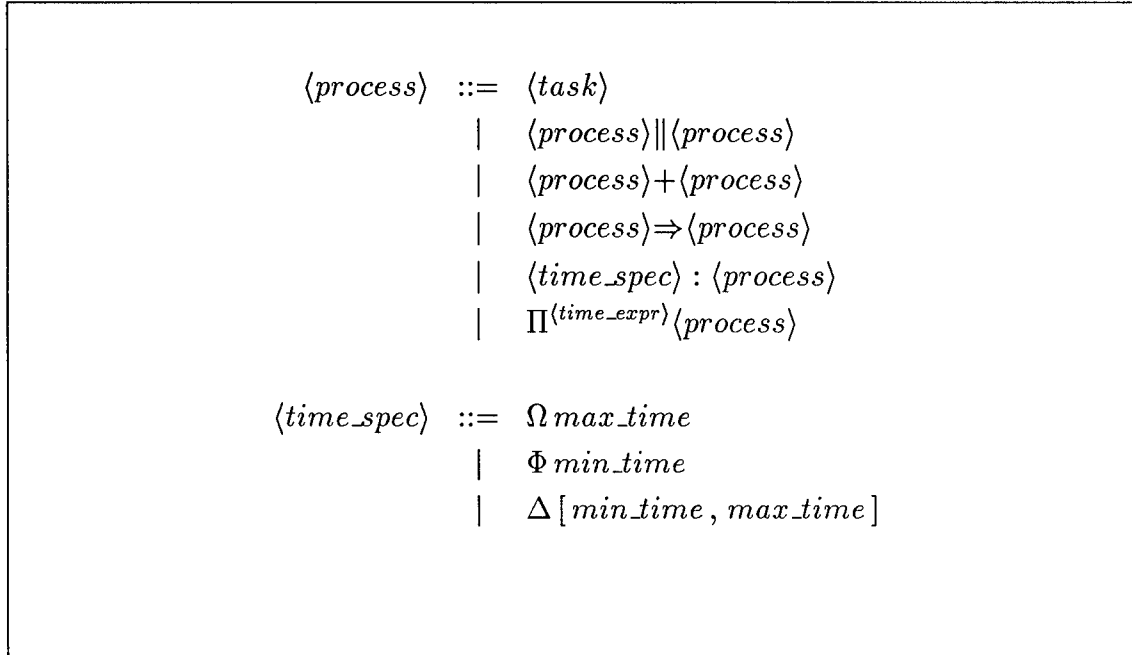 ⟨process⟩ ::= ⟨task⟩
| ⟨process⟩∥⟨process⟩
| ⟨process⟩+⟨process⟩
| ⟨process⟩⇒⟨process⟩
| ⟨time_spec⟩ : ⟨process⟩
| Π^⟨time_expr⟩⟨process⟩
⟨time_spec⟩ ::= Ω max_time
| Φ min_time
| Δ [ min_time , max_time ]